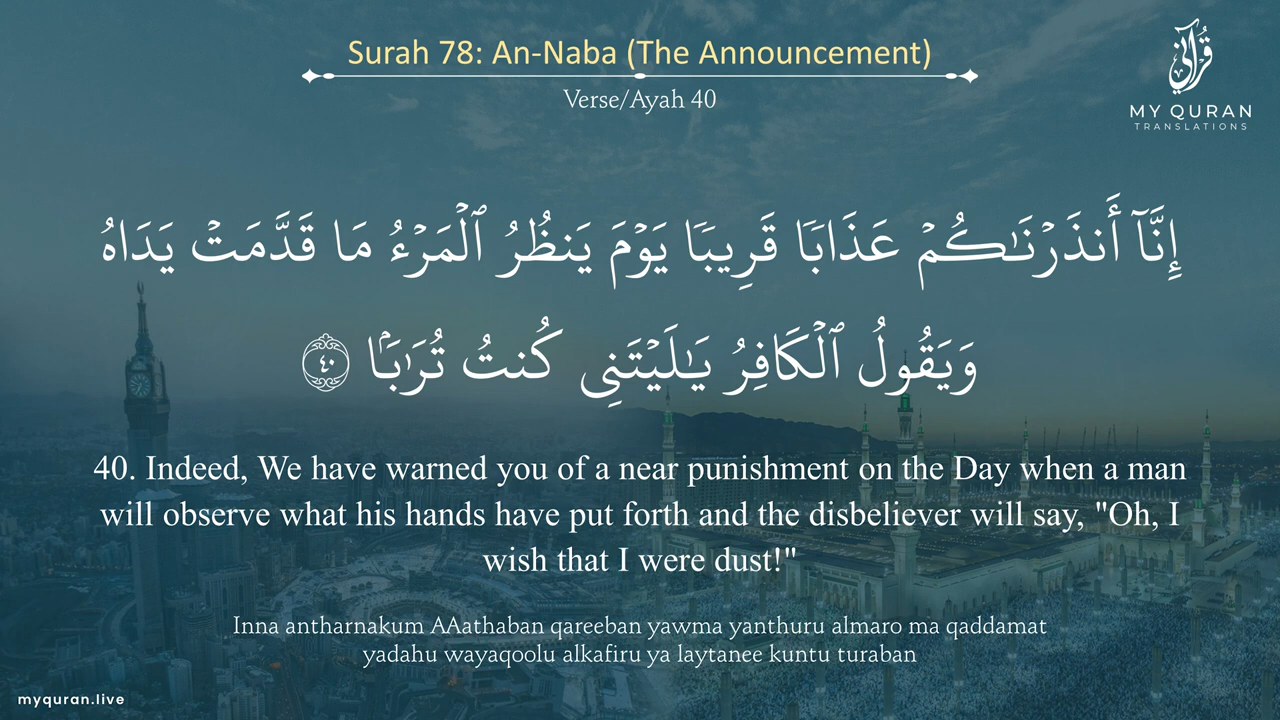 Surah 78: An-Naba (The Announcement)
Verse/Ayah 40
قرآني
MY QURAN
TRANSLATIONS
إِنَّآ أَنذَرْنَـٰكُمْ عَذَابًا قَرِيبًا يَوْمَ يَنظُرُ ٱلْمَرْءُ مَا قَدَّمَتْ يَدَاهُ
وَيَقُولُ ٱلْكَافِرُ يَـٰلَيْتَنِى كُنتُ تُرَٰبًۢا ۝٤٠
40. Indeed, We have warned you of a near punishment on the Day when a man
will observe what his hands have put forth and the disbeliever will say, "Oh, I
wish that I were dust!"
Inna antharnakum AAathaban qareeban yawma yanthuru almaro ma qaddamat
yadahu wayaqoolu alkafiru ya laytanee kuntu turaban
myquran.live